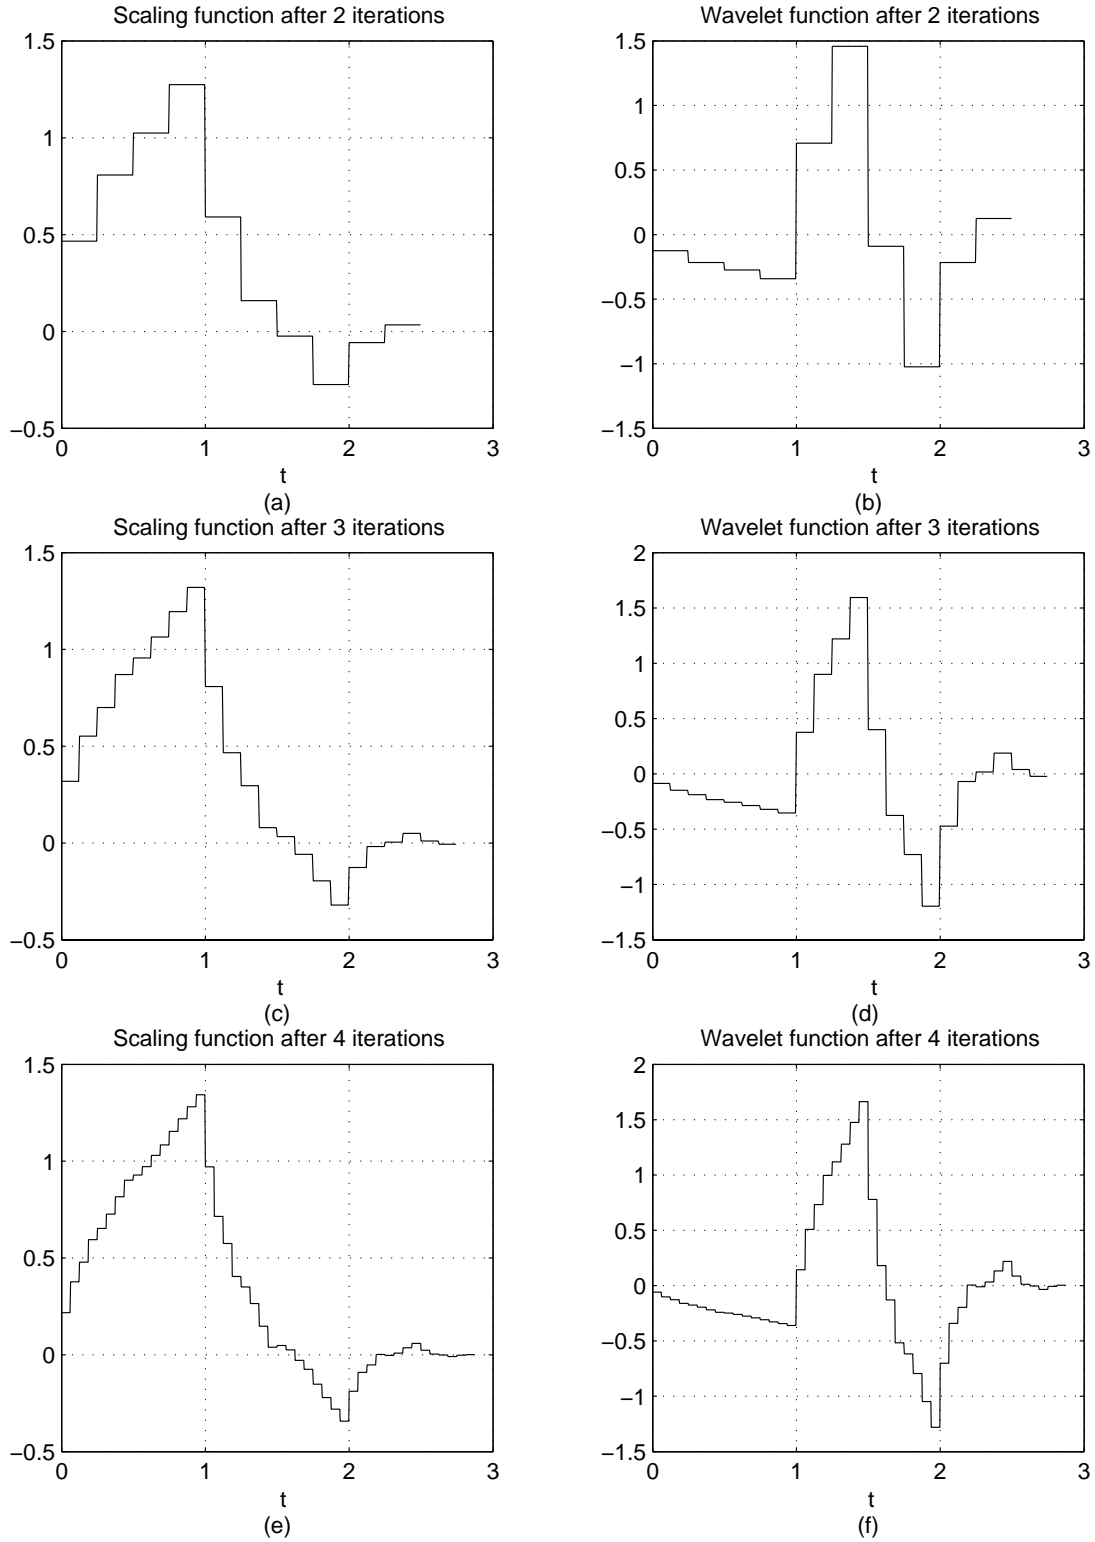 Scaling function after 2 iterations
1.5
1
0.5
0
−0.5
0 1 2 3
t
(a)
Wavelet function after 2 iterations
1.5
1
0.5
0
−0.5
−1
−1.5
0 1 2 3
t
(b)
Scaling function after 3 iterations
1.5
1
0.5
0
−0.5
0 1 2 3
t
(c)
Wavelet function after 3 iterations
2
1.5
1
0.5
0
−0.5
−1
−1.5
0 1 2 3
t
(d)
Scaling function after 4 iterations
1.5
1
0.5
0
−0.5
0 1 2 3
t
(e)
Wavelet function after 4 iterations
2
1.5
1
0.5
0
−0.5
−1
−1.5
0 1 2 3
t
(f)